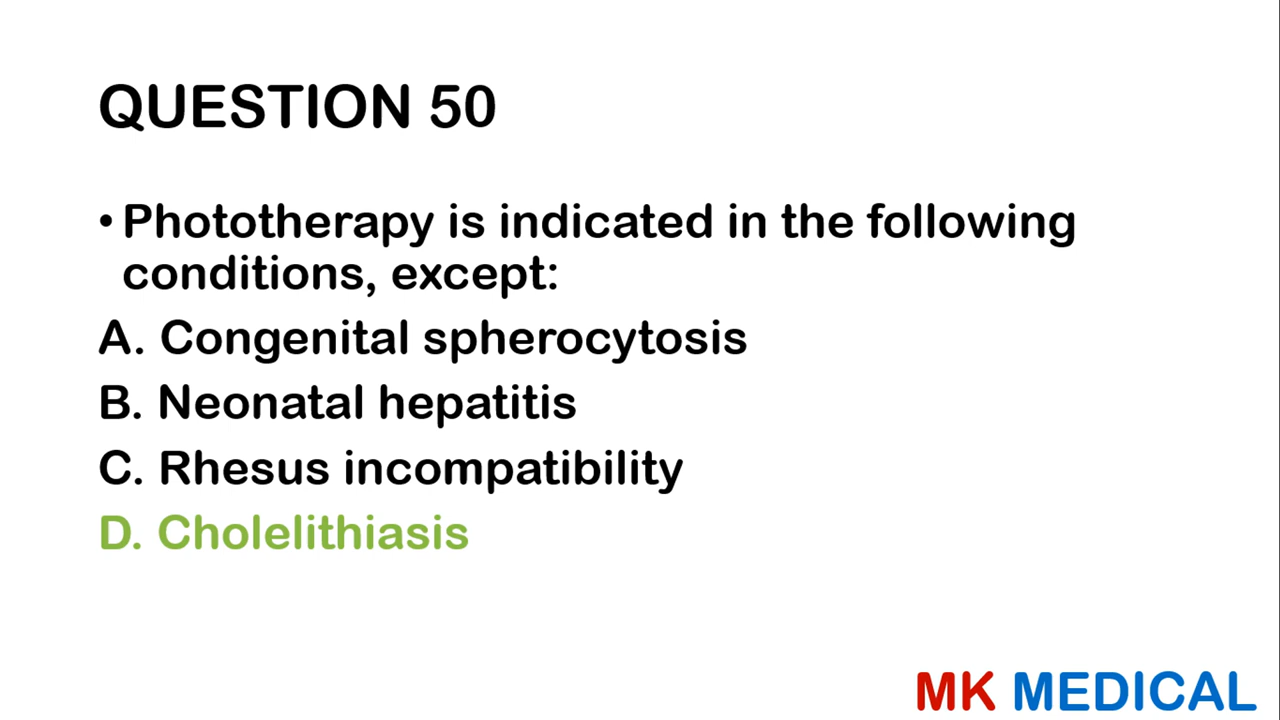 QUESTION 50
• Phototherapy is indicated in the following
conditions, except:
A. Congenital spherocytosis
B. Neonatal hepatitis
C. Rhesus incompatibility
D. Cholelithiasis
MK MEDICAL